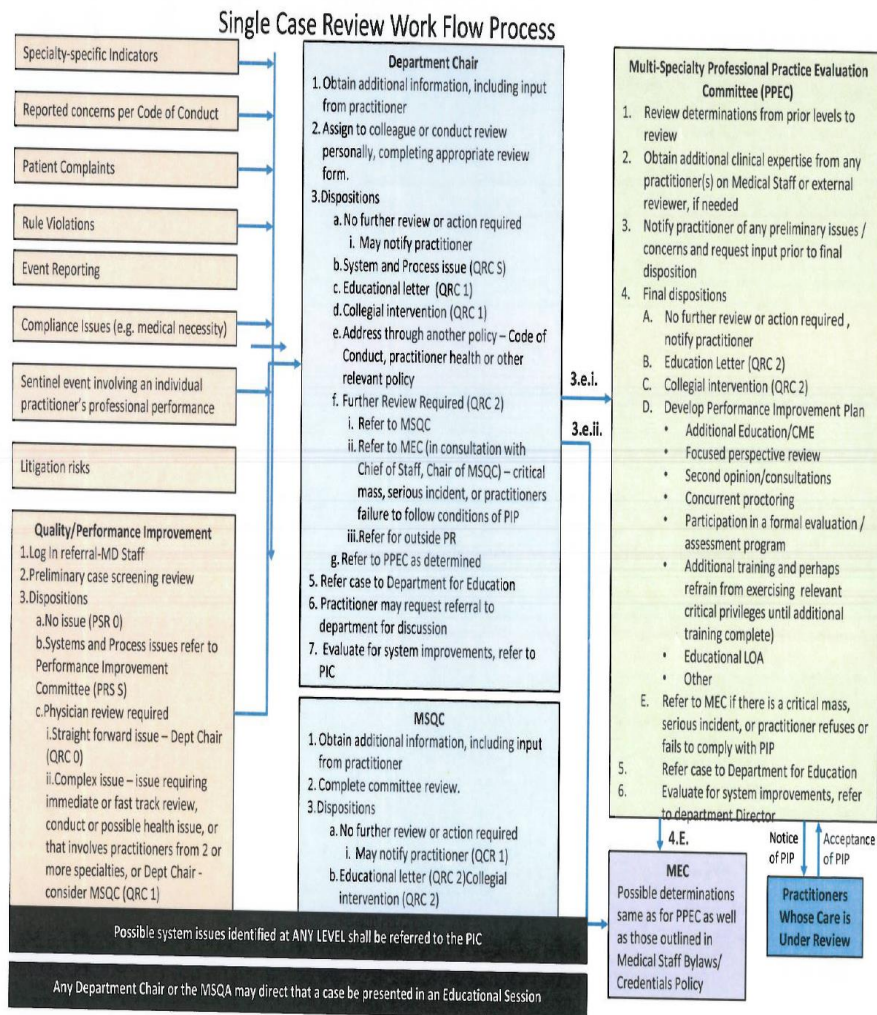 Single Case Review Work Flow Process
Specialty-specific Indicators
Reported concerns per Code of Conduct
Patient Complaints
Rule Violations
Event Reporting
Compliance Issues (e.g. medical necessity)
Sentinel event involving an individual
practitioner's professional performance
Litigation risks
Quality/Performance Improvement
1.Log In referral-MD Staff
2.Preliminary case screening review
3.Dispositions
a.No issue (PSR 0)
b.Systems and Process issues refer to
Performance Improvement
Committee (PRS S)
c.Physician review required
i.Straight forward issue – Dept Chair
(QRC 0)
ii.Complex issue – issue requiring
immediate or fast track review,
conduct or possible health issue, or
that involves practitioners from 2 or
more specialties, or Dept Chair -
consider MSQC (QRC 1)
Department Chair
1.Obtain additional information, including input
from practitioner
2.Assign to colleague or conduct review
personally, completing appropriate review
form.
3.Dispositions
a.No further review or action required
i. May notify practitioner
b.System and Process issue (QRC S)
c. Educational letter (QRC 1)
d.Collegial intervention (QRC 1)
e.Address through another policy – Code of
Conduct, practitioner health or other
relevant policy
f. Further Review Required (QRC 2)
i. Refer to MSQC
ii.Refer to MEC (in consultation with
Chief of Staff, Chair of MSQC) – critical
mass, serious incident, or practitioners
failure to follow conditions of PIP
iii.Refer for outside PR
g. Refer to PPEC as determined
5. Refer case to Department for Education
6. Practitioner may request referral to
department for discussion
7. Evaluate for system improvements, refer to
PIC
MSQC
1.Obtain additional information, including input
from practitioner
2.Complete committee review.
3.Dispositions
a.No further review or action required
i. May notify practitioner (QCR 1)
b.Educational letter (QRC 2)Collegial
intervention (QRC 2)
3.e.i.
3.e.ii.
Multi-Specialty Professional Practice Evaluation
Committee (PPEC)
1. Review determinations from prior levels to
review
2. Obtain additional clinical expertise from any
practitioner(s) on Medical Staff or external
reviewer, if needed
3. Notify practitioner of any preliminary issues /
concerns and request input prior to final
disposition
4. Final dispositions
A. No further review or action required ,
notify practitioner
B. Education Letter (QRC 2)
C. Collegial intervention (QRC 2)
D. Develop Performance Improvement Plan
• Additional Education/CME
• Focused perspective review
• Second opinion/consultations
• Concurrent proctoring
• Participation in a formal evaluation /
assessment program
• Additional training and perhaps
refrain from exercising relevant
critical privileges until additional
training complete)
• Educational LOA
• Other
E. Refer to MEC if there is a critical mass,
serious incident, or practitioner refuses or
fails to comply with PIP
5. Refer case to Department for Education
6. Evaluate for system improvements, refer
to department Director
4.E.
Notice
of PIP
Acceptance
of PIP
MEC
Possible determinations
same as for PPEC as well
as those outlined in
Medical Staff Bylaws/
Credentials Policy
Practitioners
Whose Care is
Under Review
Possible system issues identified at ANY LEVEL shall be referred to the PIC
Any Department Chair or the MSQA may direct that a case be presented in an Educational Session